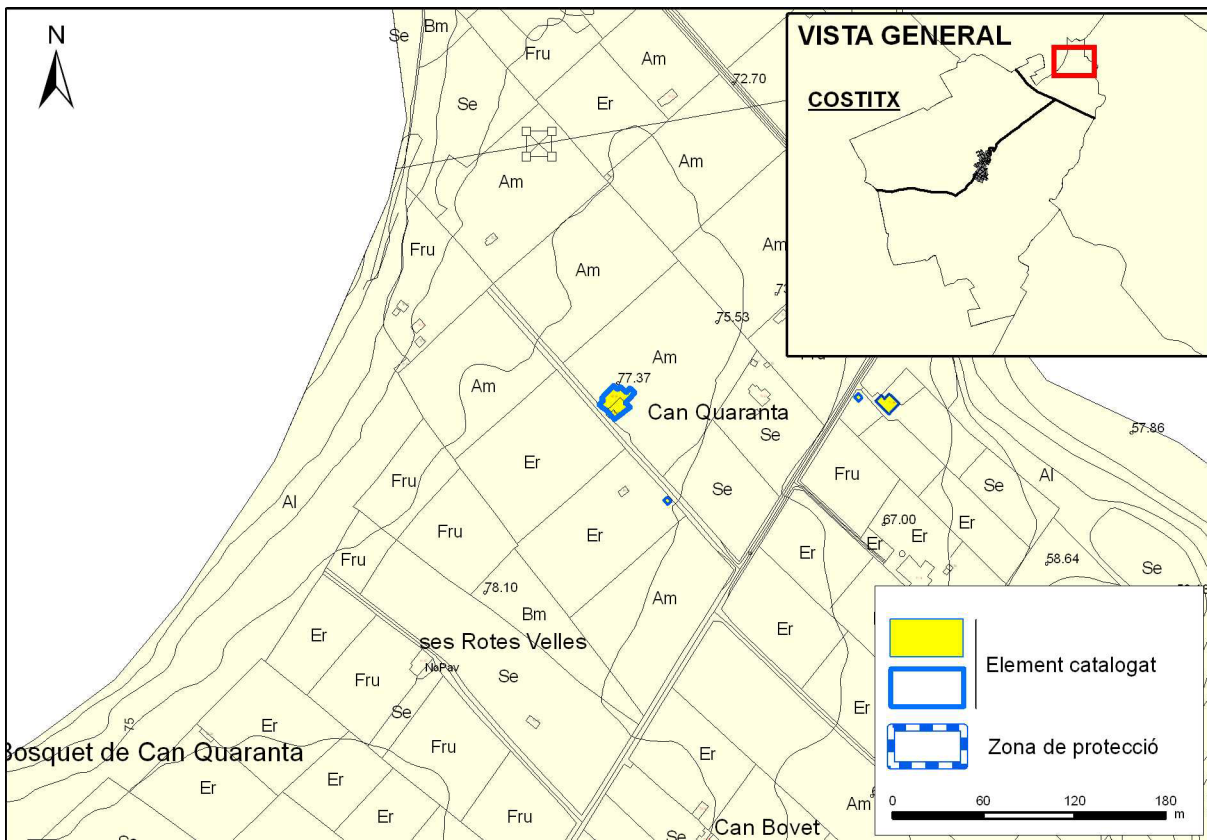 N
VISTA GENERAL
COSTITX
Se
Bm
Fru
Am
72.70
Se
Er
Am
Am
Fru
Am
Am
75.53
Am
77.37
Can Quaranta
Fru
Am
Se
57.86
Er
Fru
Se
Fru
Se
Al
Al
67.00
Er
Er
Fru
Er
Er
Er
58.64
Se
Fru
78.10
Bm
Am
Er
Er
ses Rotes Velles
NoPav
Fru
Se
Se
Er
75
Er
Fru
Er
Bosquet de Can Quaranta
Er
Er
Er
Fru
Er
Am
Se
Can Bovet
Element catalogat
Zona de protecció
0 60 120 180
m